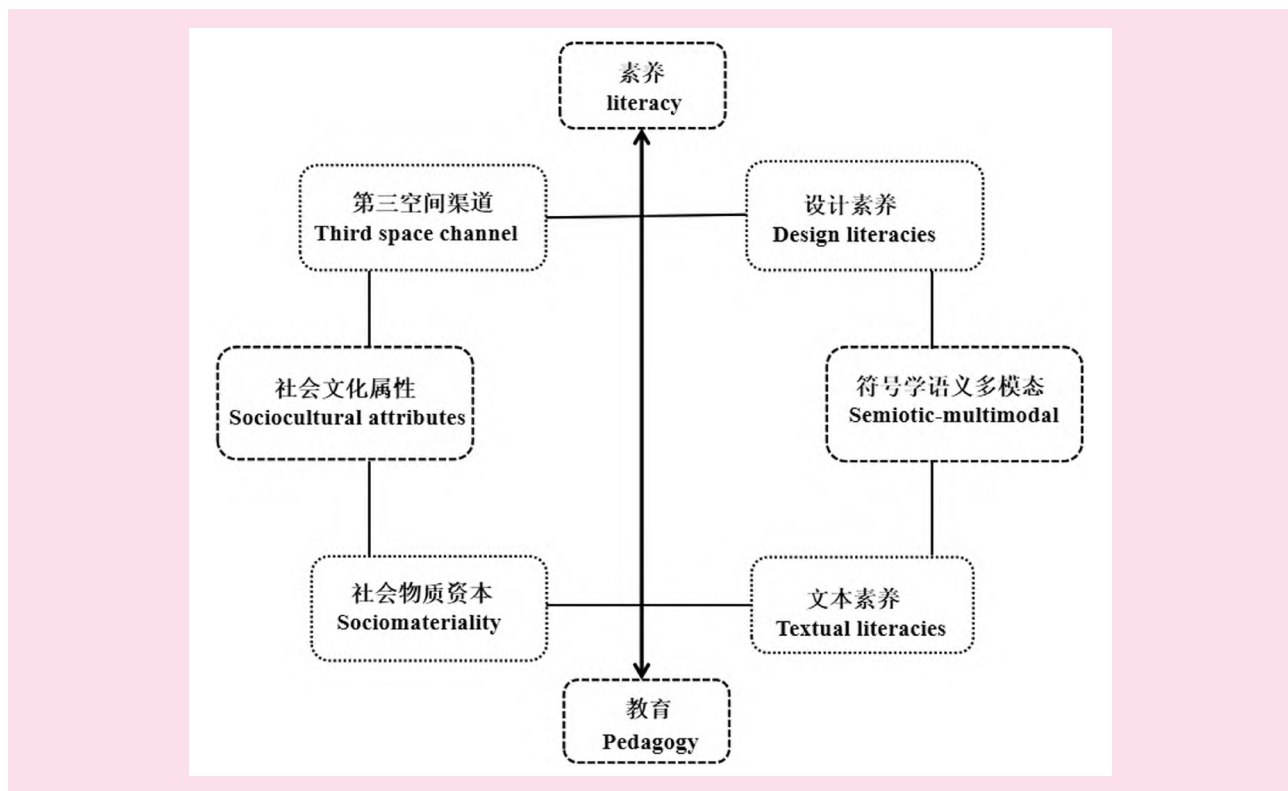 素养
literacy
第三空间渠道
Third space channel
设计素养
Design literacies
社会文化属性
Sociocultural attributes
符号学语义多模态
Semiotic-multimodal
社会物质资本
Sociomateriality
文本素养
Textual literacies
教育
Pedagogy